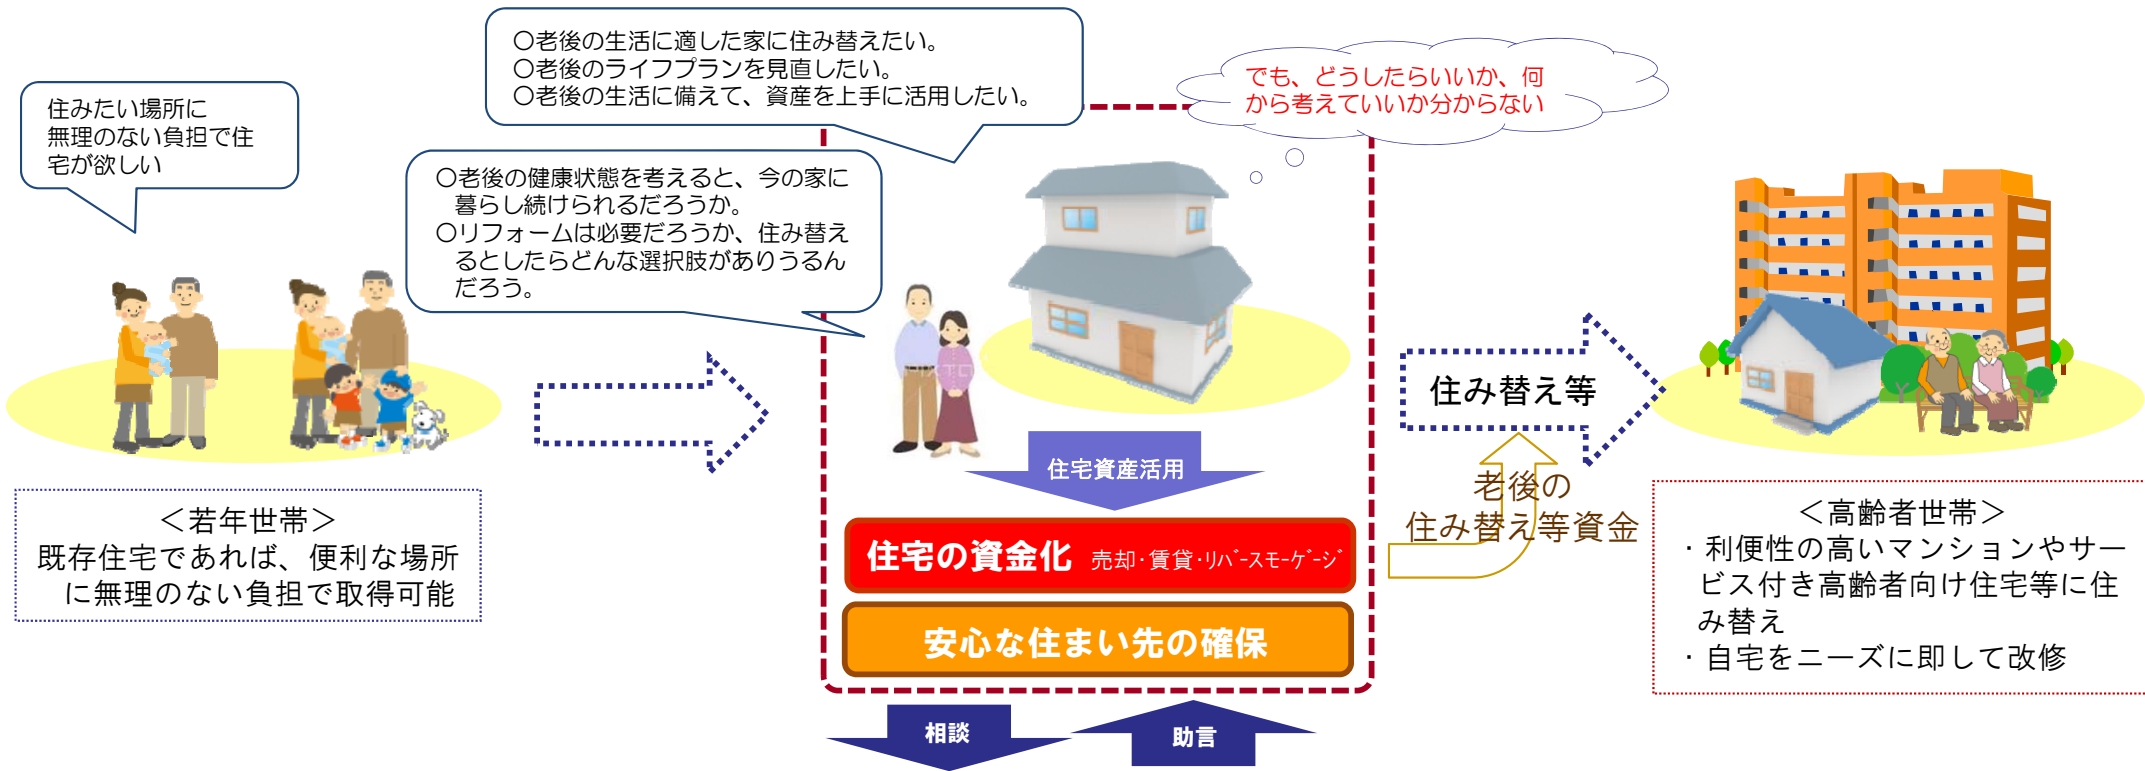 住みたい場所に
無理のない負担で住
宅が欲しい
〇老後の生活に適した家に住み替えたい。
〇老後のライフプランを見直したい。
〇老後の生活に備えて、資産を上手に活用したい。
でも、どうしたらいいか、何
から考えていいか分からない
〇老後の健康状態を考えると、今の家に
暮らし続けられるだろうか。
〇リフォームは必要だろうか、住み替え
るとしたらどんな選択肢がありうるん
だろう。
住宅資産活用
住宅の資金化 売却・賃貸・リバースモーゲージ
安心な住まい先の確保
相談
助言
住み替え等
老後の
住み替え等資金
＜若年世帯＞
既存住宅であれば、便利な場所
に無理のない負担で取得可能
＜高齢者世帯＞
・利便性の高いマンションやサー
ビス付き高齢者向け住宅等に住
み替え
・自宅をニーズに即して改修